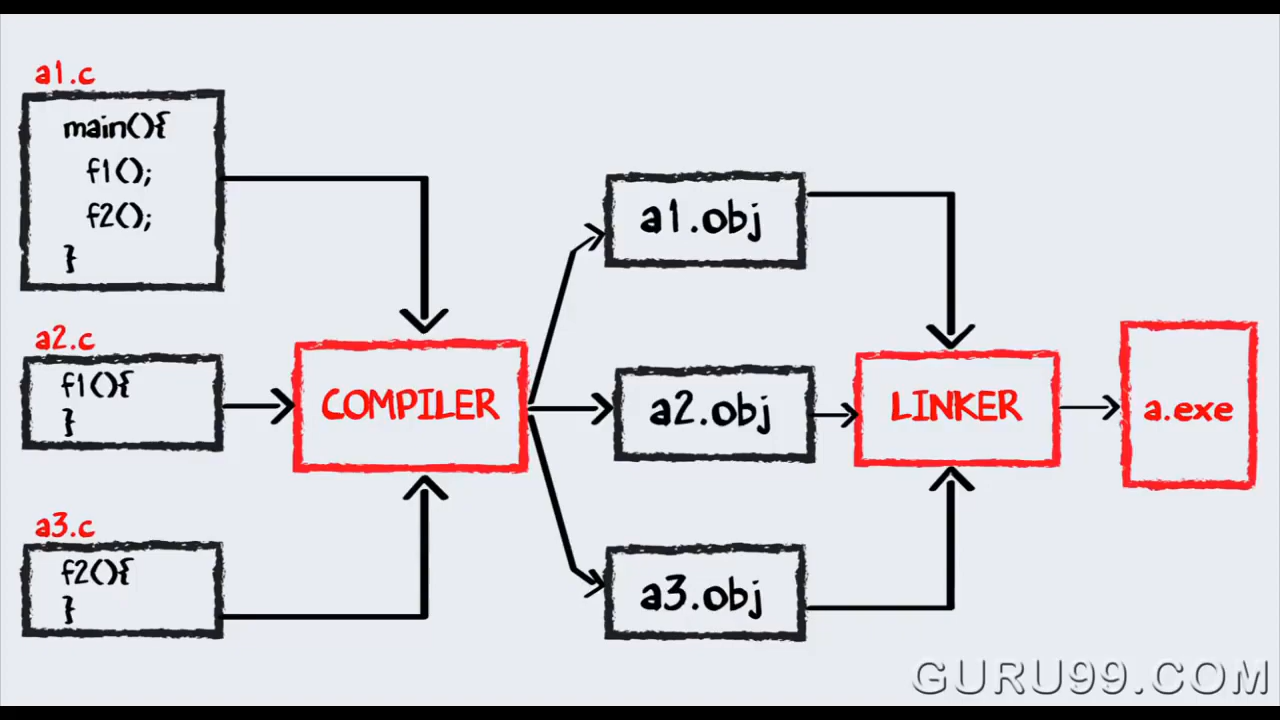 a1.c
main(){
f1();
f2();
}
a2.c
f1(){
}
a3.c
f2(){
}
COMPILER
a1.obj
a2.obj
a3.obj
LINKER
a.exe
GURU99.COM